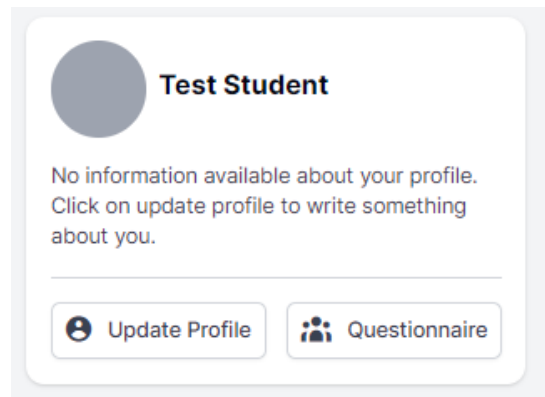 Test Student
No information available about your profile.
Click on update profile to write something
about you.
Update Profile
Questionnaire